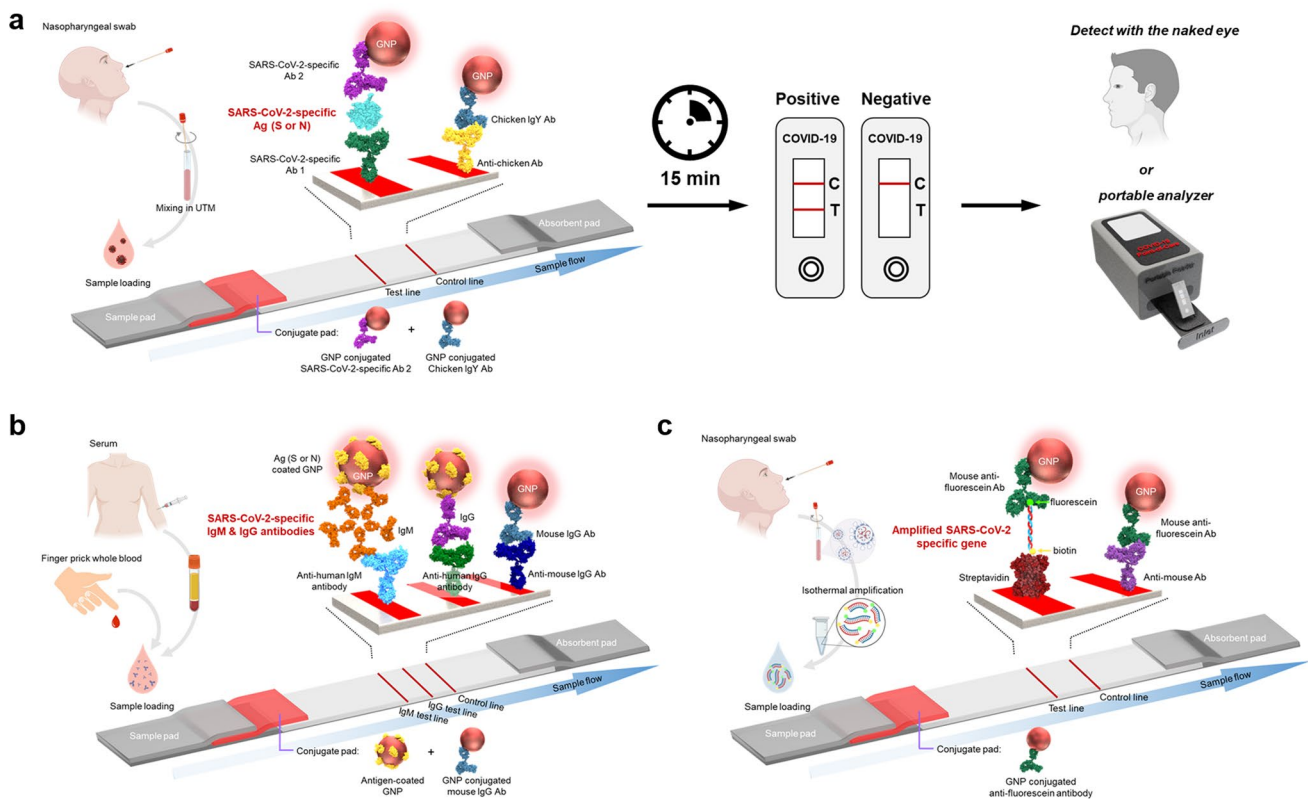 a
Nasopharyngeal swab
Mixing in UTM
Sample loading
GNP
SARS-CoV-2-specific
Ab 2
SARS-CoV-2-specific
Ag (S or N)
SARS-CoV-2-specific
Ab 1
GNP
Chicken IgY Ab
Anti-chicken Ab
Absorbent pad
Sample flow
Control line
Test line
Sample pad
Conjugate pad:
+
GNP conjugated
SARS-CoV-2-specific Ab 2
GNP conjugated
Chicken IgY Ab
15 min
Positive
COVID-19
C
T
Negative
COVID-19
C
T
Detect with the naked eye
or
portable analyzer
COVID-19
Portable Reader
Inlet
b
Serum
Finger prick whole blood
Sample loading
Ag (S or N)
coated GNP
GNP
SARS-CoV-2-specific
IgM & IgG antibodies
IgM
Anti-human IgM
antibody
IgG
Anti-human IgG
antibody
GNP
Mouse IgG Ab
Anti-mouse IgG Ab
Absorbent pad
Sample flow
Control line
IgG test line
IgM test line
Sample pad
Conjugate pad:
+
Antigen-coated
GNP
GNP conjugated
mouse IgG Ab
c
Nasopharyngeal swab
Isothermal amplification
Sample loading
GNP
Mouse anti-
fluorescein Ab
fluorescein
Amplified SARS-CoV-2
specific gene
biotin
Streptavidin
GNP
Mouse anti-
fluorescein Ab
Anti-mouse Ab
Absorbent pad
Sample flow
Control line
Test line
Sample pad
Conjugate pad:
GNP conjugated
anti-fluorescein antibody